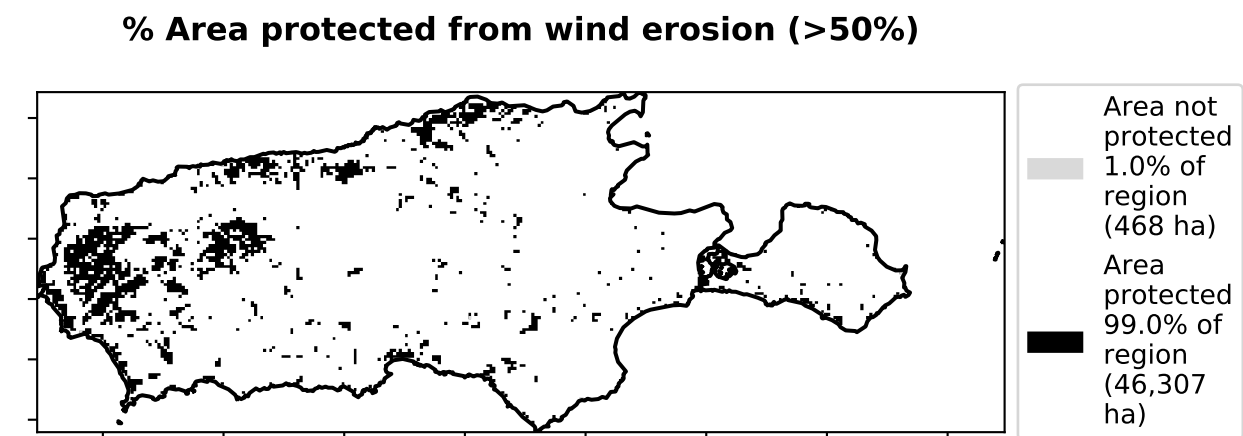 % Area protected from wind erosion (>50%)
Area not
protected
1.0% of
region
(468 ha)
Area
protected
99.0% of
region
(46,307
ha)